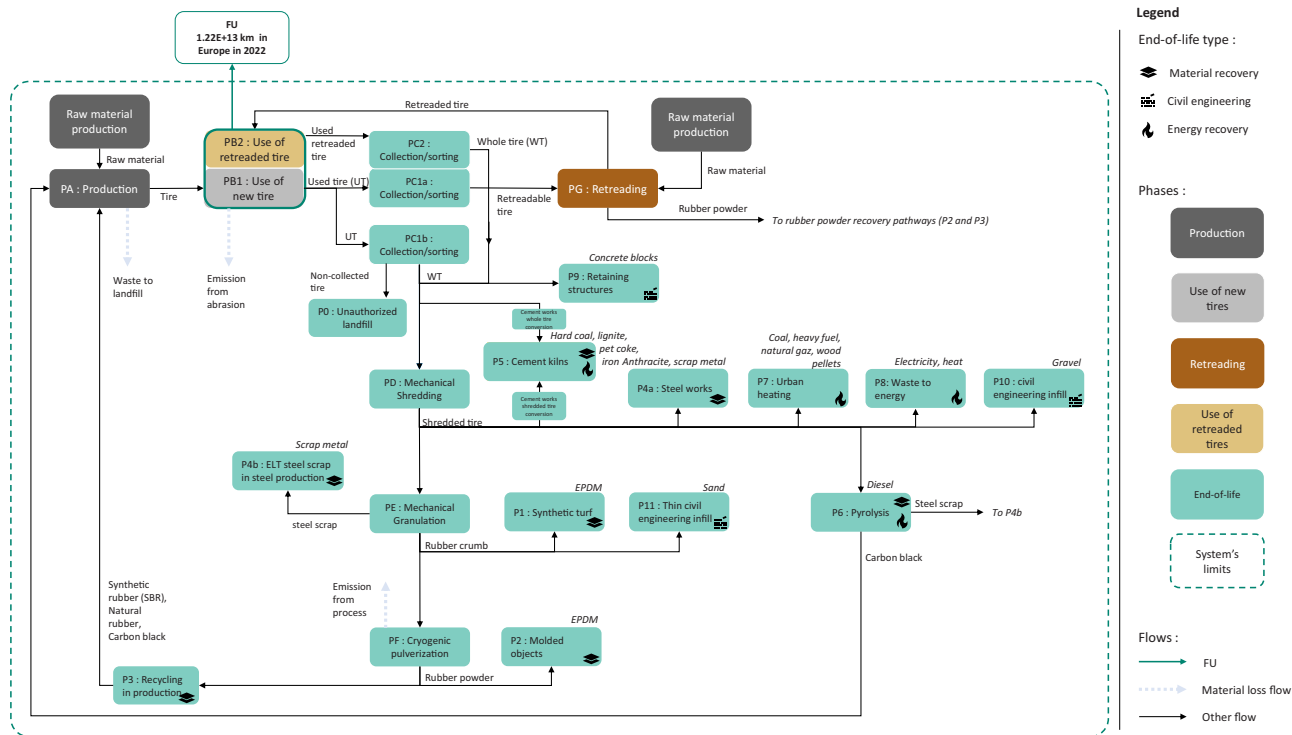 FU
1.22E+13 km in
Europe in 2022
Legend
End-of-life type :
Material recovery
Civil engineering
Energy recovery
Phases :
Production
Use of new
tires
Retreading
Use of
retreaded
tires
End-of-life
System's
limits
Flows :
FU
Material loss flow
Other flow
Raw material
production
Raw material
PA : Production
Tire
Waste to
landfill
PB2 : Use of
retreaded tire
PB1 : Use of
new tire
Emission
from
abrasion
Retreaded tire
Used
retreaded
tire
Used tire (UT)
UT
PC2 :
Collection/sorting
PC1a :
Collection/sorting
PC1b :
Collection/sorting
Whole tire (WT)
Retreadable
tire
PG : Retreading
Raw material
production
Raw material
Rubber powder
To rubber powder recovery pathways (P2 and P3)
Non-collected
tire
WT
P0 : Unauthorized
landfill
Concrete blocks
P9 : Retaining
structures
Cement works
whole tire
conversion
Hard coal, lignite,
pet coke,
iron
P5 : Cement kilns
Cement works
shredded tire
conversion
PD : Mechanical
Shredding
Shredded tire
Anthracite, scrap metal
P4a : Steel works
Coal, heavy fuel,
natural gaz, wood
pellets
P7 : Urban
heating
Electricity, heat
P8 : Waste to
energy
Gravel
P10 : civil
engineering infill
Scrap metal
P4b : ELT steel scrap
in steel production
steel scrap
PE : Mechanical
Granulation
Rubber crumb
EPDM
P1 : Synthetic turf
Sand
P11 : Thin civil
engineering infill
Diesel
P6 : Pyrolysis
Steel scrap
To P4b
Carbon black
Emission
from
process
Synthetic
rubber (SBR),
Natural
rubber,
Carbon black
PF : Cryogenic
pulverization
Rubber powder
EPDM
P2 : Molded
objects
P3 : Recycling
in production